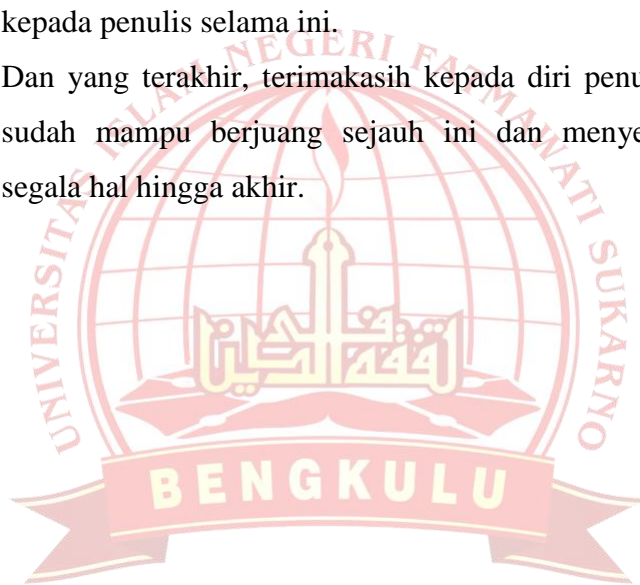 kepada penulis selama ini.
Dan yang terakhir, terimakasih kepada diri penu
sudah mampu berjuang sejauh ini dan menye
segala hal hingga akhir.
UNIVERSITAS ISLAM NEGERI FATMAWATI SUKARNO
BENGKULU